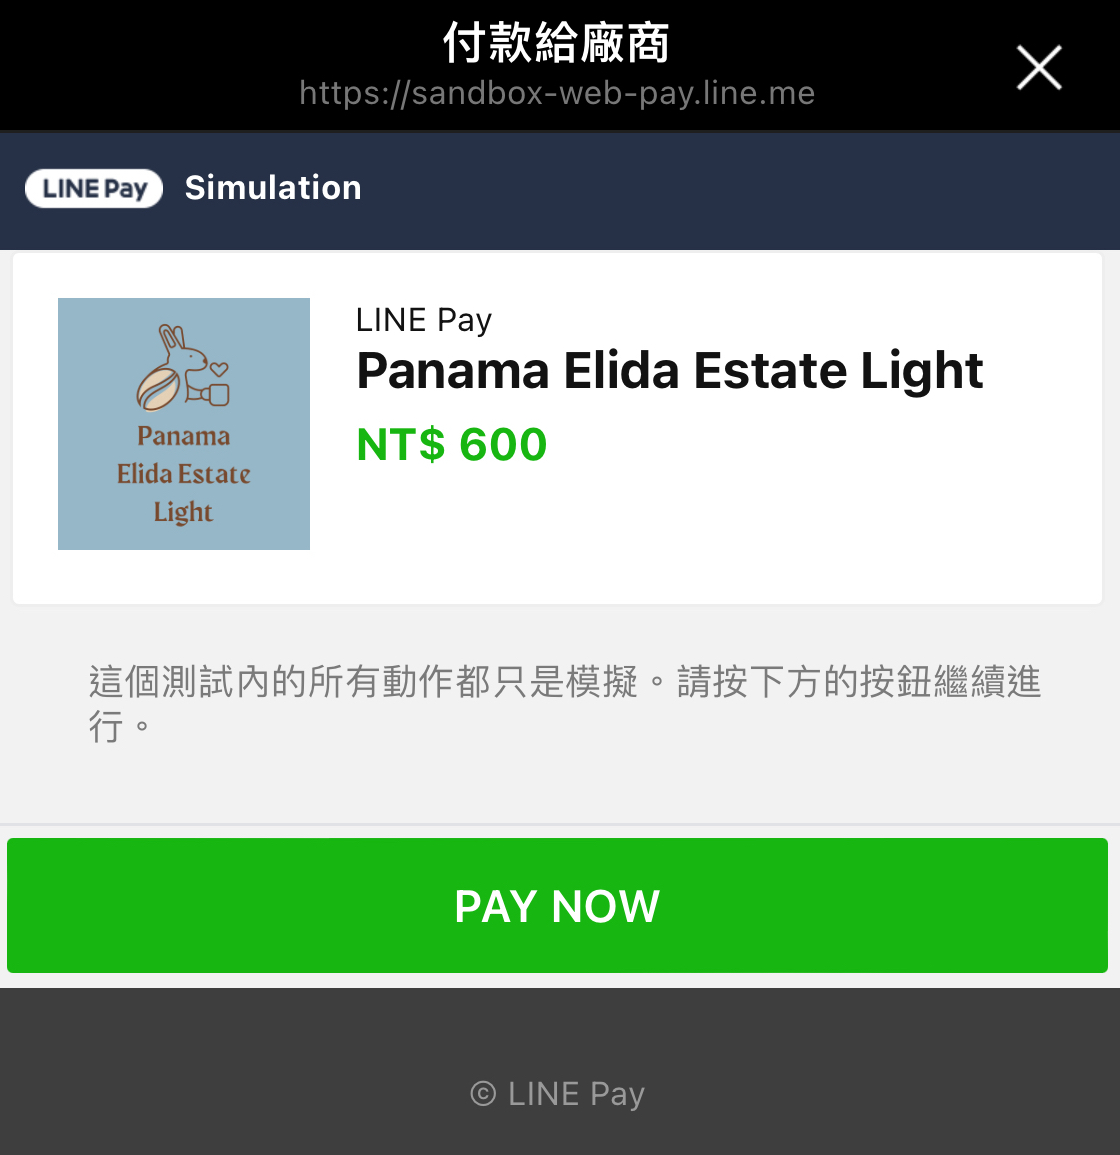 付款給廠商
https://sandbox-web-pay.line.me
LINE Pay Simulation
LINE Pay
Panama Elida Estate Light
NT$ 600
Panama
Elida Estate
Light
這個測試內的所有動作都只是模擬。請按下方的按鈕繼續進
行。
PAY NOW
© LINE Pay